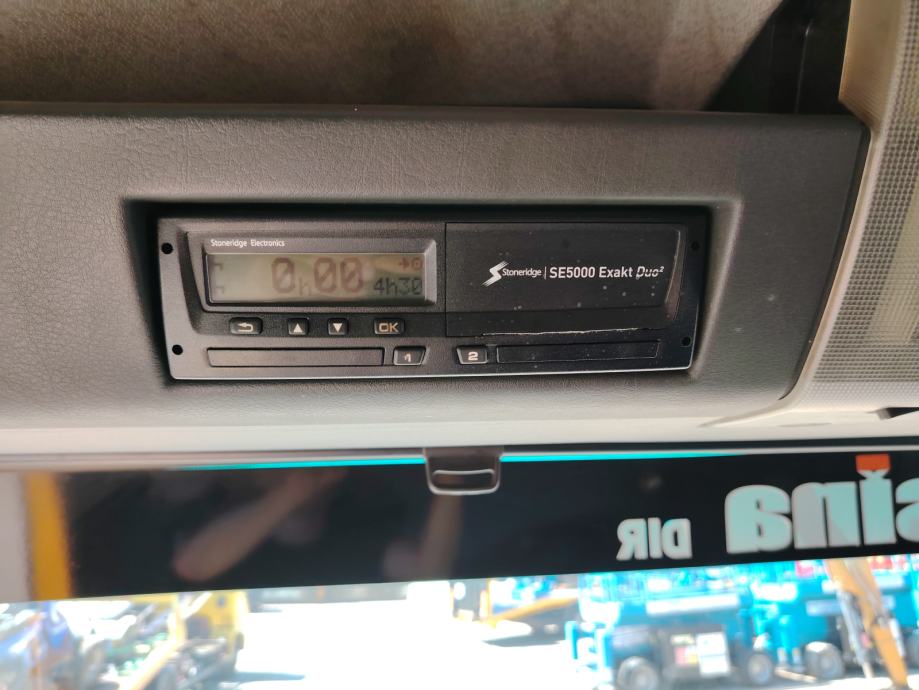 Stoneridge Electronics
0h00
4h30
Stoneridge | SE5000 Exakt Duo²
OK
1
2
DIR